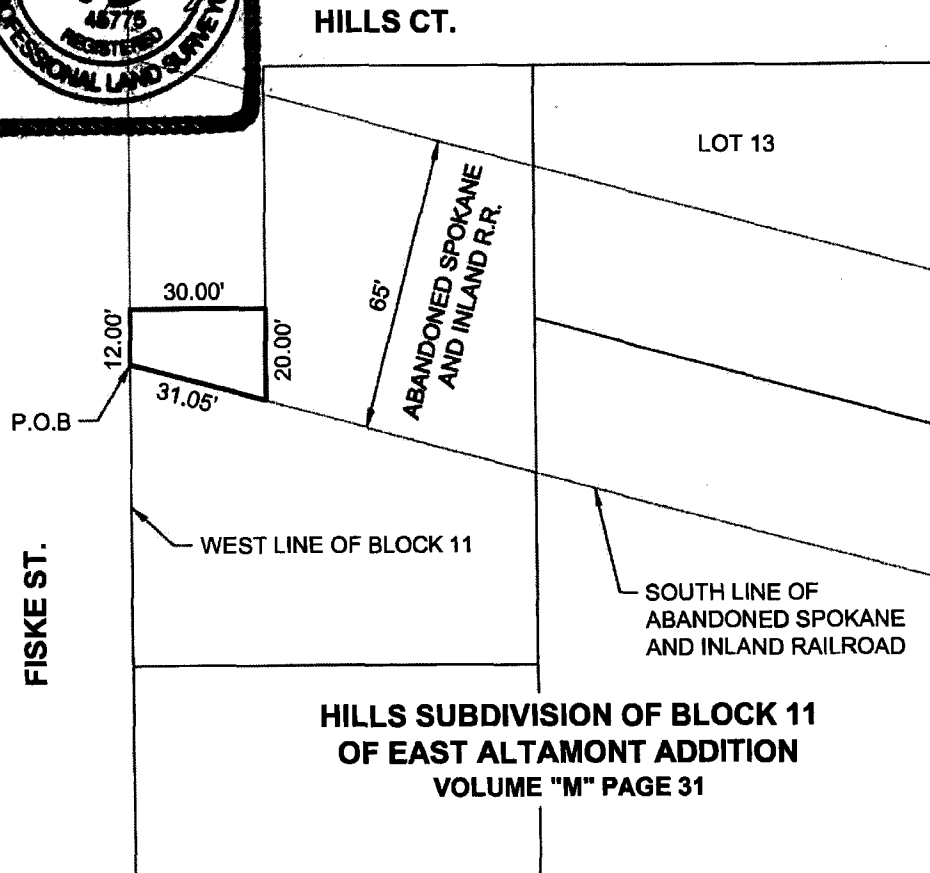 HILLS CT.
45775
REGISTERED
PROFESSIONAL LAND SURVEYOR
LOT 13
ABANDONED SPOKANE
AND INLAND R.R.
65'
30.00'
12.00'
20.00'
31.05'
P.O.B
WEST LINE OF BLOCK 11
FISKE ST.
SOUTH LINE OF
ABANDONED SPOKANE
AND INLAND RAILROAD
HILLS SUBDIVISION OF BLOCK 11
OF EAST ALTAMONT ADDITION
VOLUME "M" PAGE 31